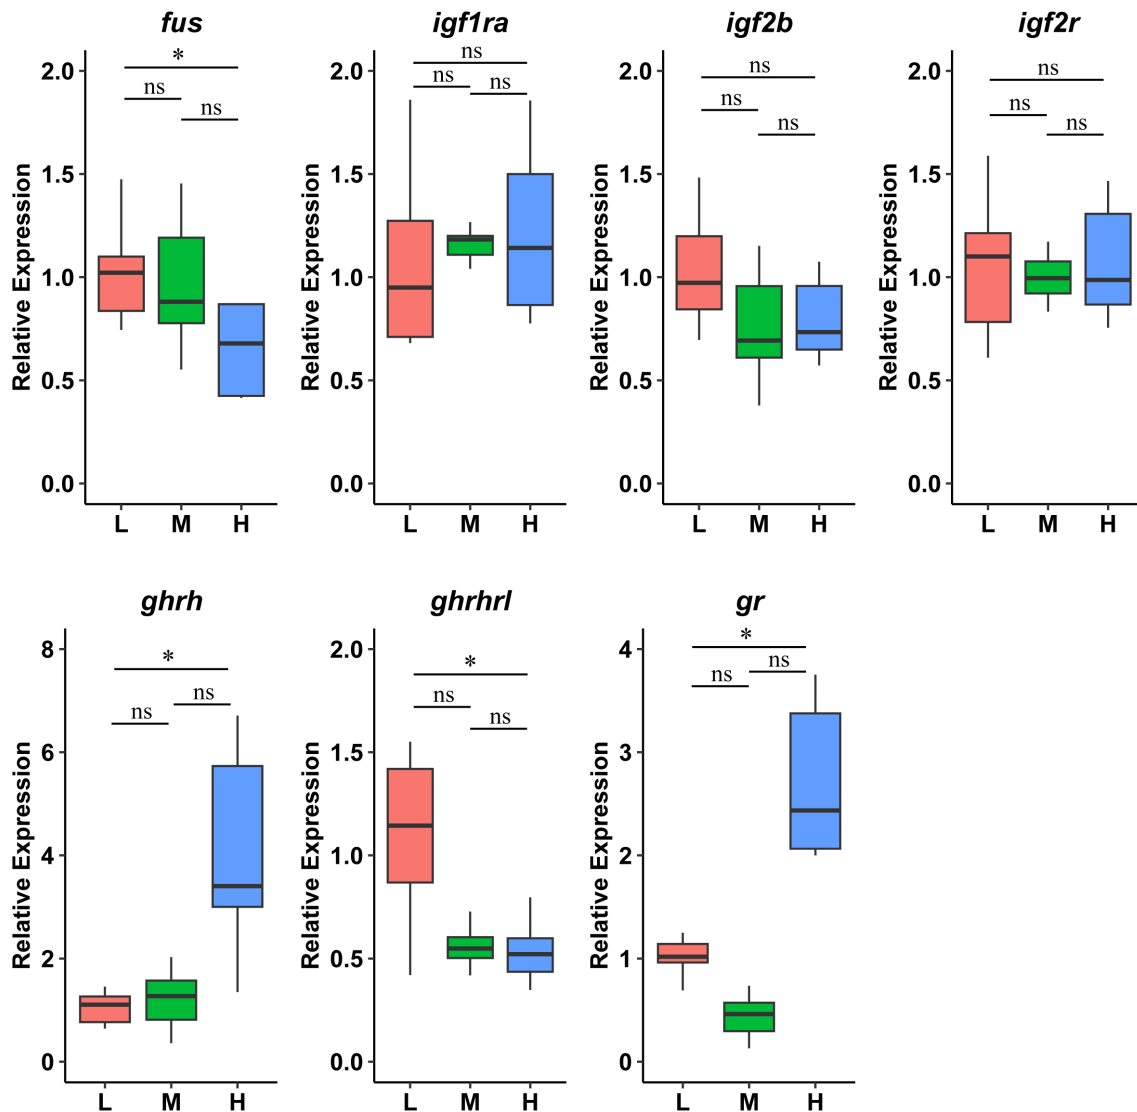 fus
igf1ra
igf2b
igf2r
*
ns
ns
2.0
1.5
1.0
0.5
0.0
Relative Expression
L M H
ns
ns
ns
2.0
1.5
1.0
0.5
0.0
Relative Expression
L M H
ns
ns
ns
2.0
1.5
1.0
0.5
0.0
Relative Expression
L M H
ns
ns
ns
2.0
1.5
1.0
0.5
0.0
Relative Expression
L M H
ghrh
*
ns
ns
8
6
4
2
0
Relative Expression
L M H
ghrhrl
*
ns
ns
2.0
1.5
1.0
0.5
0.0
Relative Expression
L M H
gr
*
ns
ns
4
3
2
1
0
Relative Expression
L M H